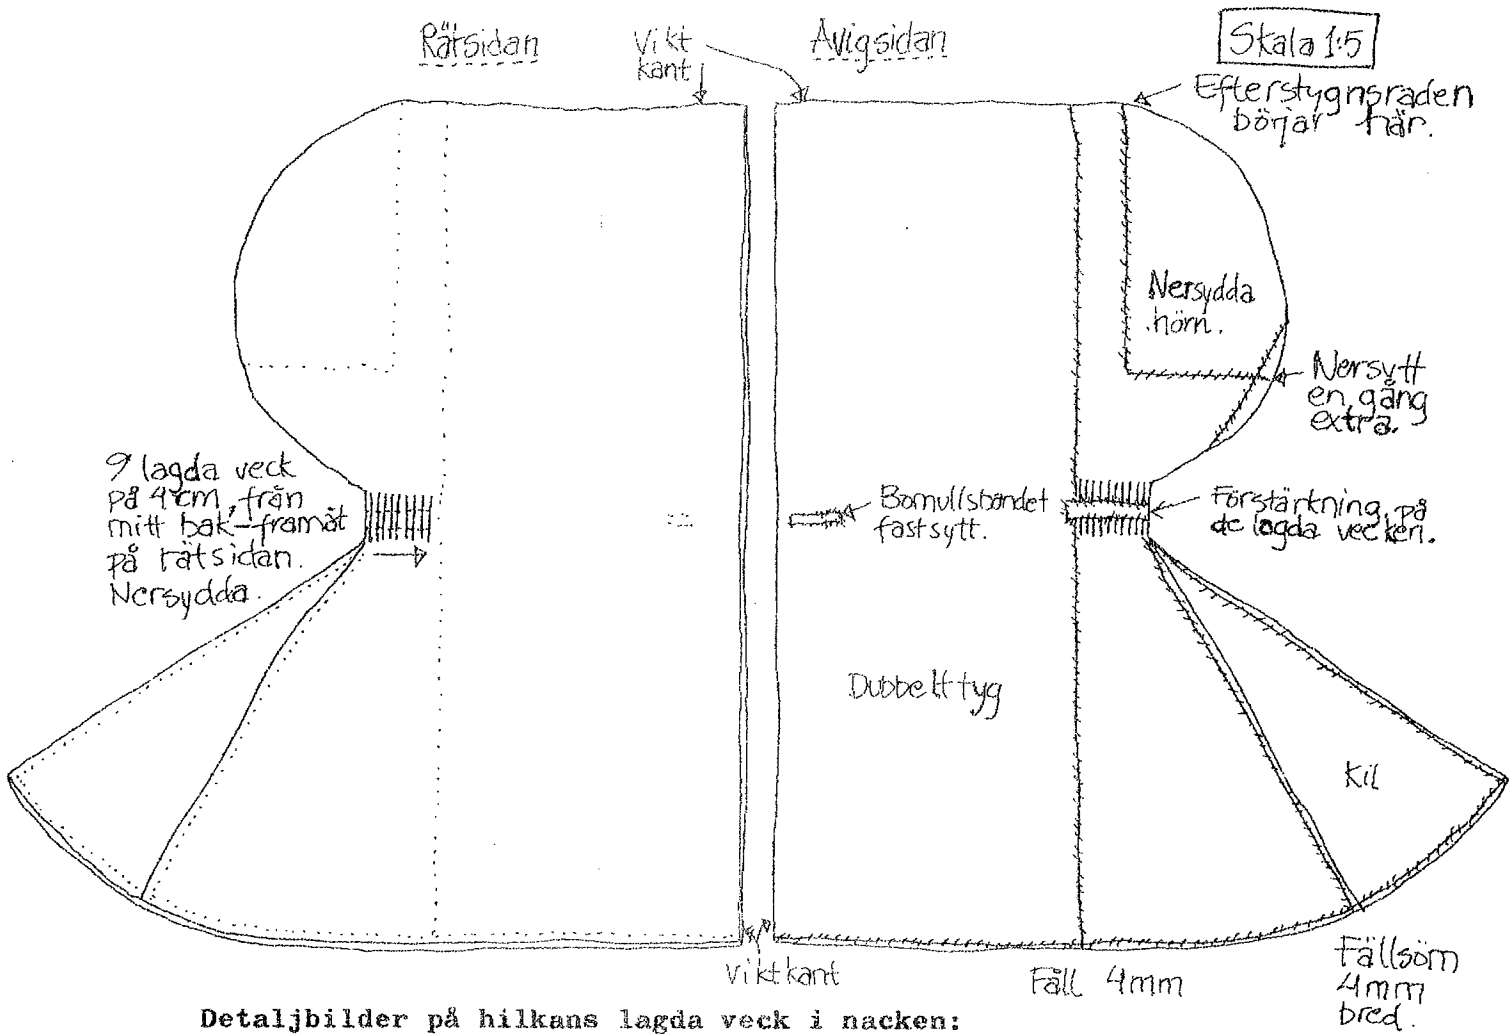 Rätsidan
Vikt
kant
Avigsidan
Skala 1:5
Efterstygnsraden
börjar här.
Nersydda
hörn.
Nersytt
en gång
extra.
9 lagda veck
på 4 cm, från
mitt bak-framåt
på rätsidan.
Nersydda.
Bomullsbandet
fastsytt.
Förstärkning på
de lagda vecken.
Dubbelt tyg
Kil
vikt kant
Fåll 4mm
Fällsöm
4mm
bred.
Detaljbilder på hilkans lagda veck i nacken: